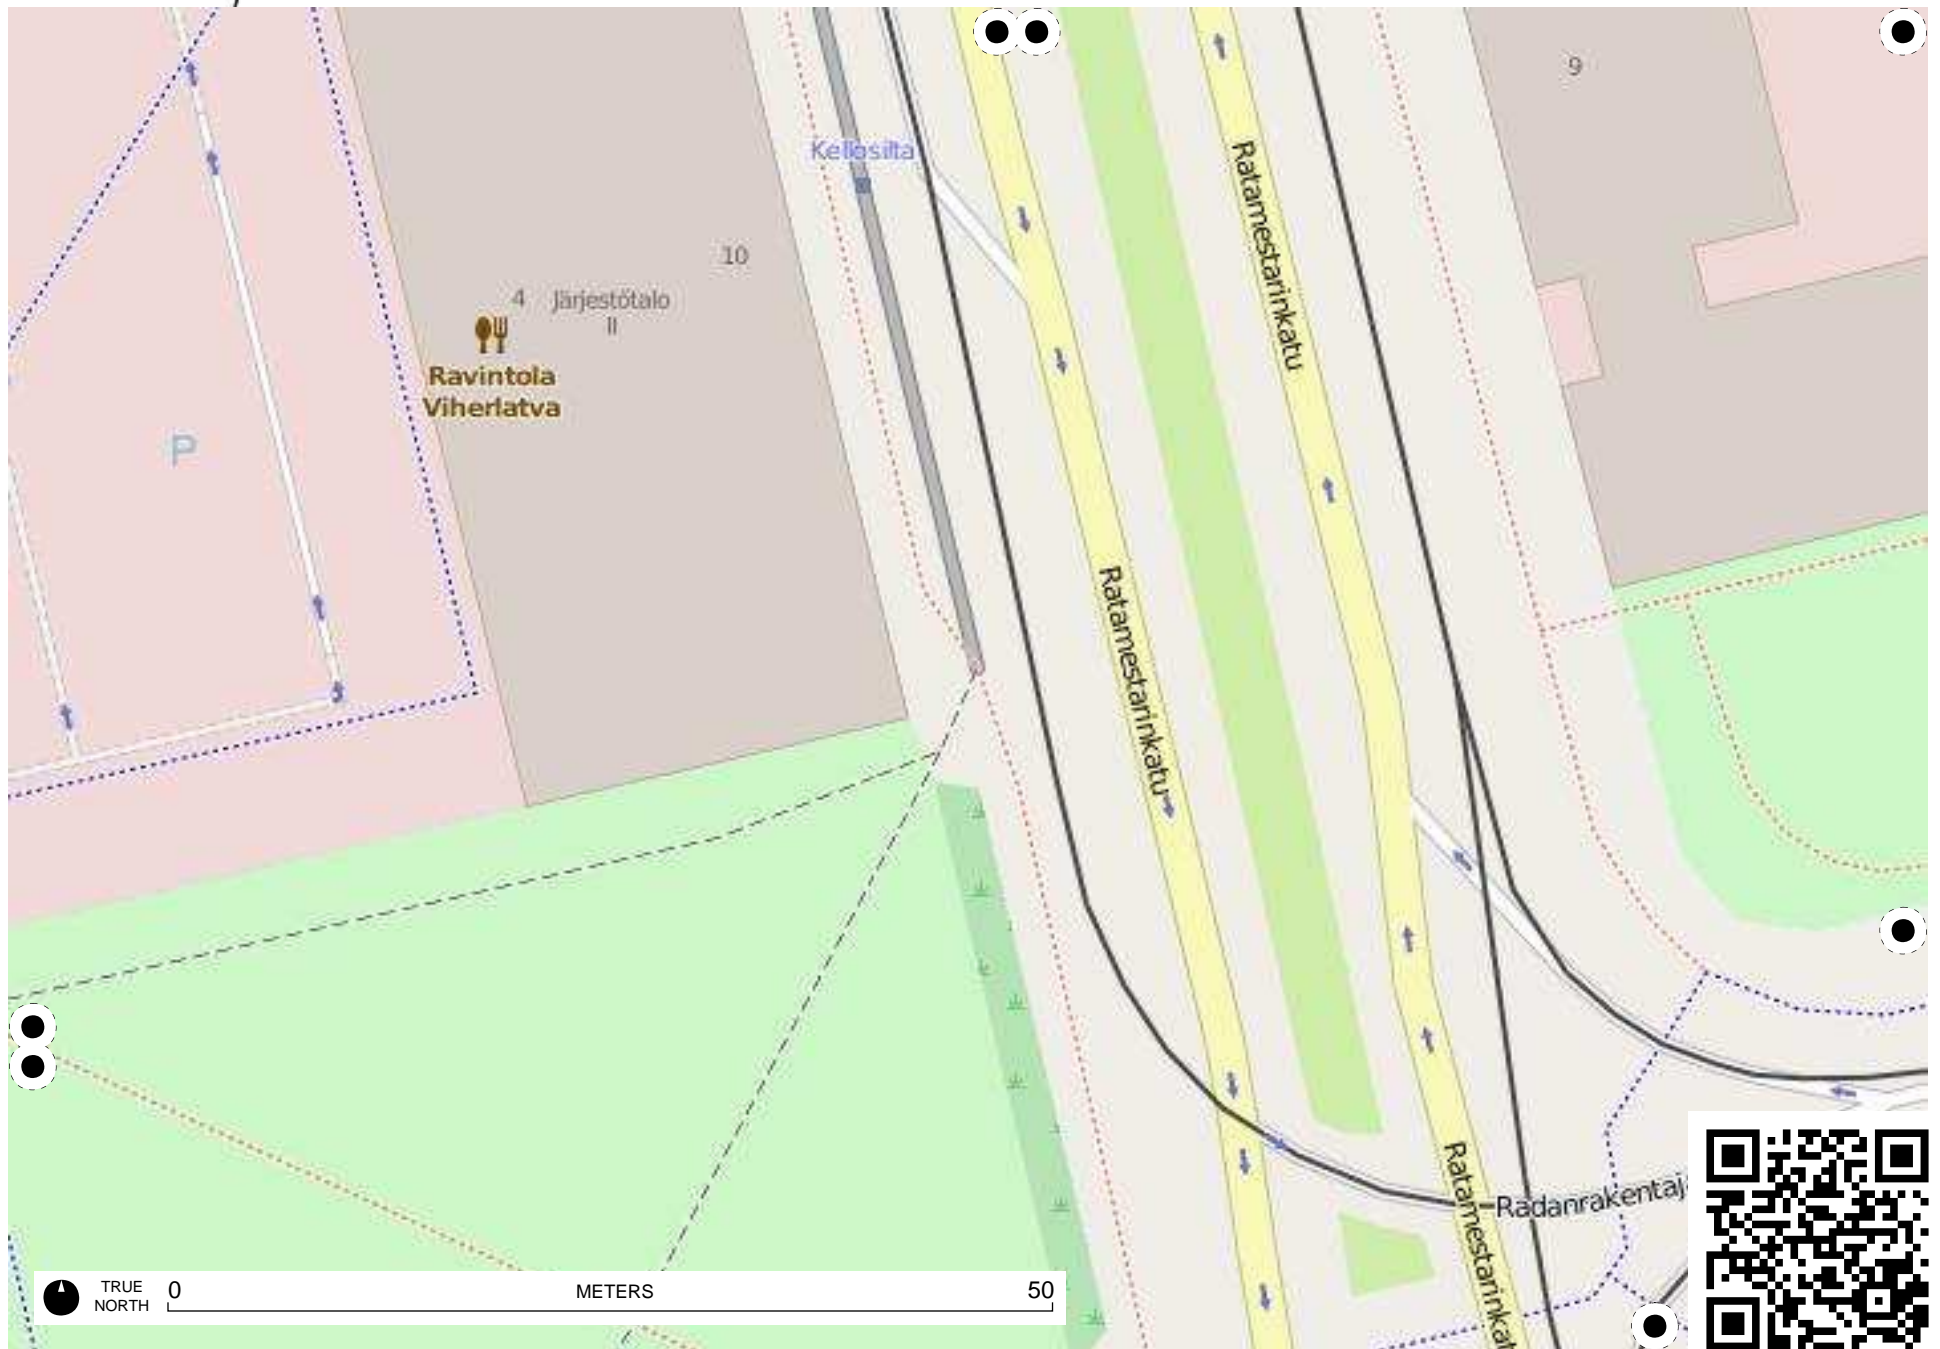 9
Kellosilta
Ratamestarinkatu
10
4 Järjestötalo
II
Ravintola
Viherlatva
P
Ratamestarinkatu
Ratamestarinkat
Radanrakentaj
TRUE
NORTH
0 METERS 50